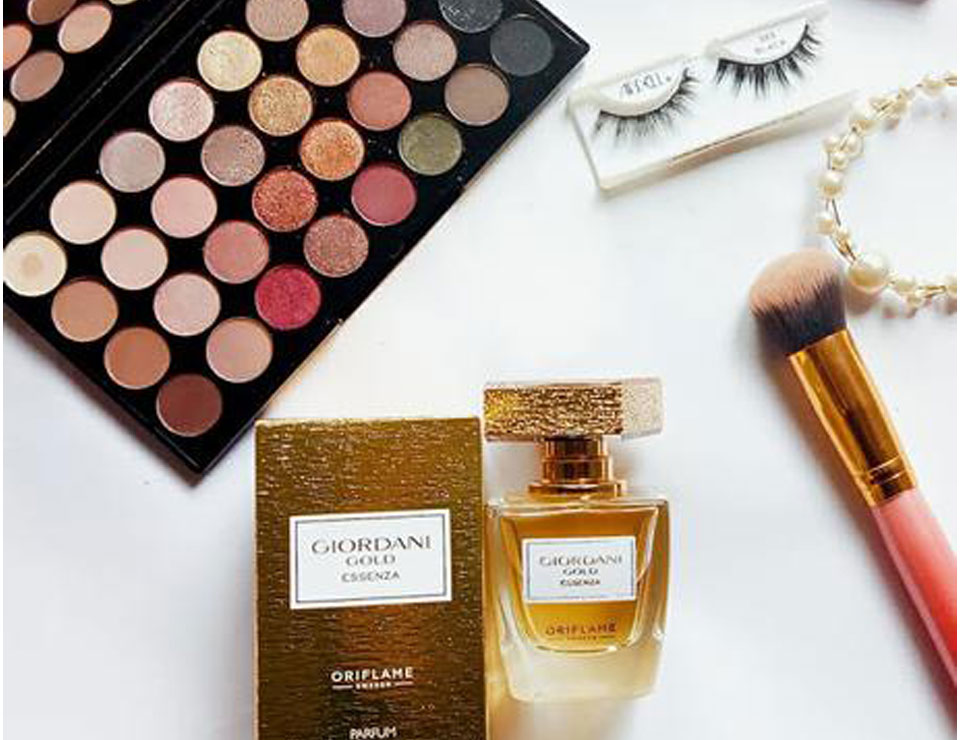 GIORDANI
GOLD
ESSENZA
ORIFLAME
SWEDEN
PARFUM
GIORDANI
GOLD
ESSENZA
ORIFLAME